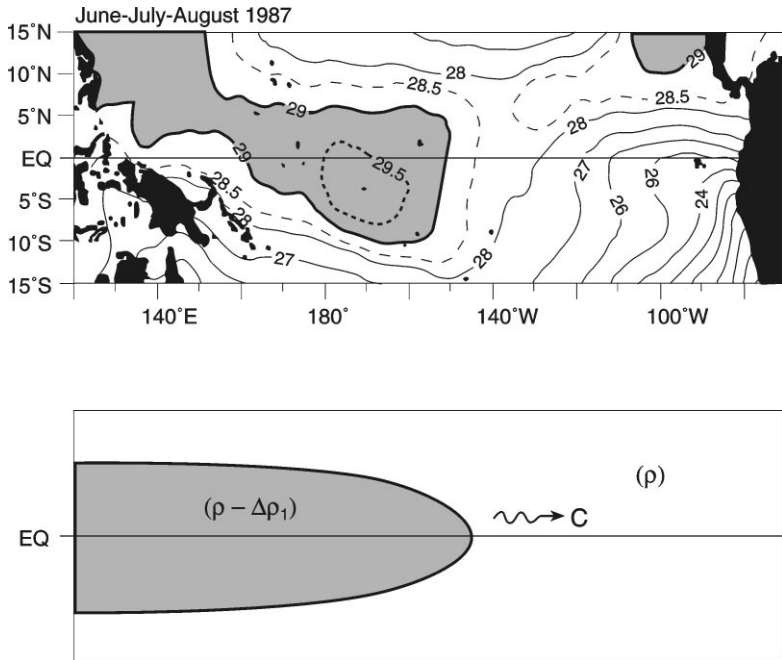 June-July-August 1987
15°N
10°N
5°N
EQ
5°S
10°S
15°S
29
28
28.5
29
28.5
28
29
29.5
28.5
28
27
27
26
26
24
28
140°E
180°
140°W
100°W
(ρ)
(ρ − Δρ₁)
C
EQ